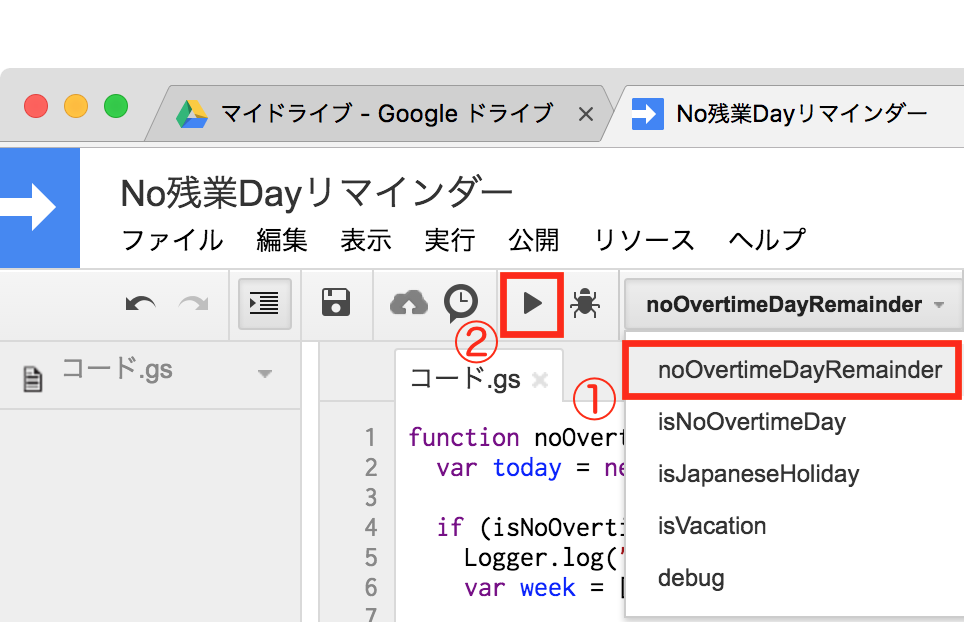 マイドライブ - Google ドライブ
No残業Dayリマインダー
No残業Dayリマインダー
ファイル 編集 表示 実行 公開 リソース ヘルプ
noOvertimeDayRemainder
②
コード.gs
コード.gs
①
noOvertimeDayRemainder
isNoOvertimeDay
isJapaneseHoliday
isVacation
debug
1 function noOvert
2 var today = ne
3
4 if (isNoOverti
5 Logger.log("
6 var week = [
7